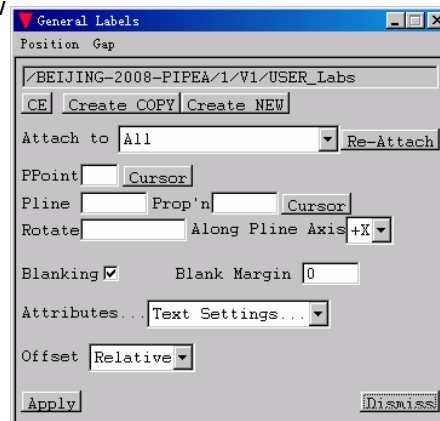 General Labels
Position Gap
/BEIJING-2008-PIPEA/1/V1/USER_Labs
CE Create COPY Create NEW
Attach to All Re-Attach
PPoint Cursor
Pline Prop'n Cursor
Rotate Along Pline Axis +X
Blanking Blank Margin 0
Attributes... Text Settings...
Offset Relative
Apply Dismiss